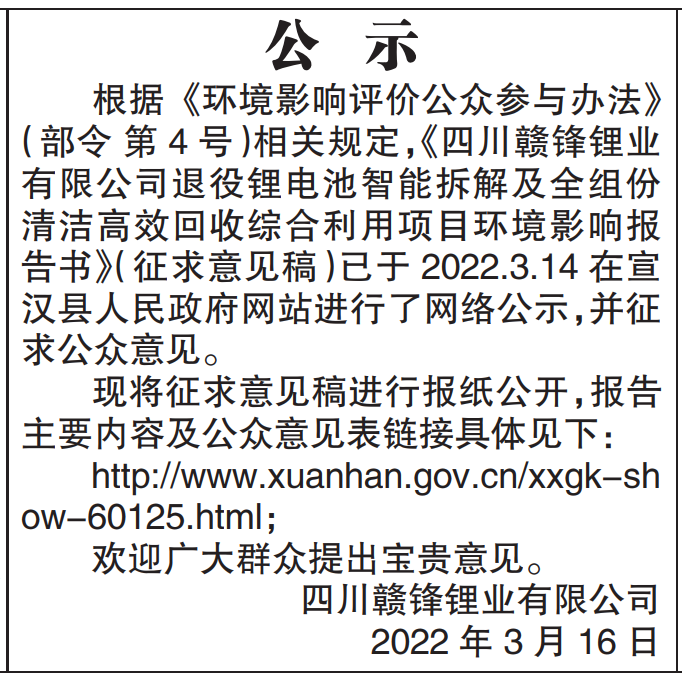 公 示
根据《环境影响评价公众参与办法》
(部令 第 4 号)相关规定,《四川赣锋锂业
有限公司退役锂电池智能拆解及全组份
清洁高效回收综合利用项目环境影响报
告书》(征求意见稿)已于 2022.3.14 在宣
汉县人民政府网站进行了网络公示,并征
求公众意见。
现将征求意见稿进行报纸公开,报告
主要内容及公众意见表链接具体见下:
http://www.xuanhan.gov.cn/xxgk-sh
ow-60125.html;
欢迎广大群众提出宝贵意见。
四川赣锋锂业有限公司
2022 年 3 月 16 日